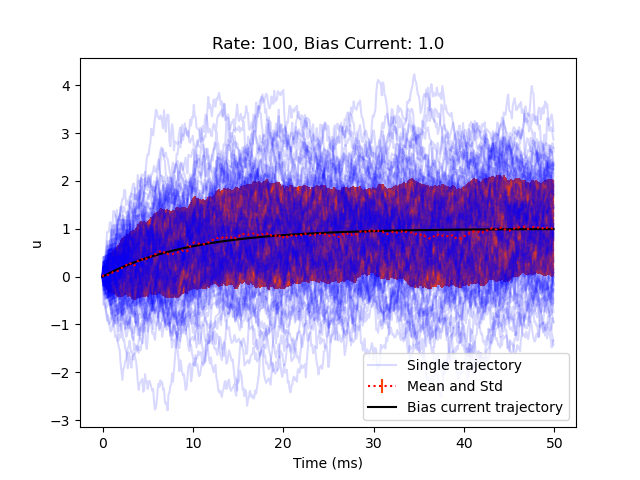 Rate: 100, Bias Current: 1.0
u
4
3
2
1
0
−1
−2
−3
Single trajectory
Mean and Std
Bias current trajectory
0 10 20 30 40 50
Time (ms)